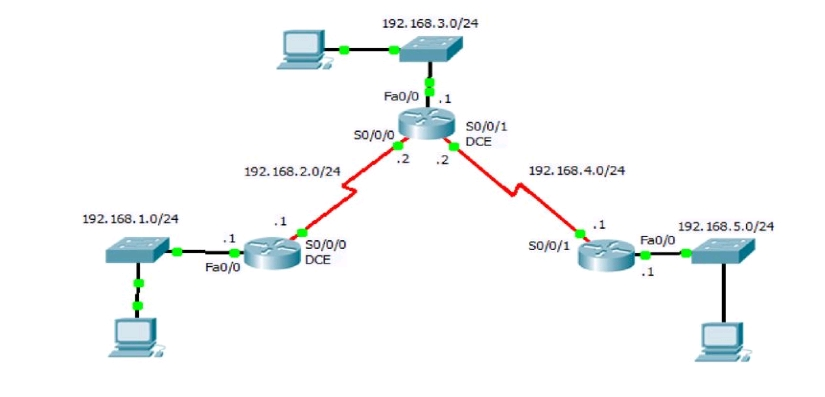 192.168.3.0/24
Fa0/0
.1
S0/0/0
S0/0/1
DCE
.2
.2
192.168.2.0/24
192.168.4.0/24
192.168.1.0/24
.1
.1
S0/0/0
DCE
Fa0/0
.1
S0/0/1
Fa0/0
192.168.5.0/24
.1